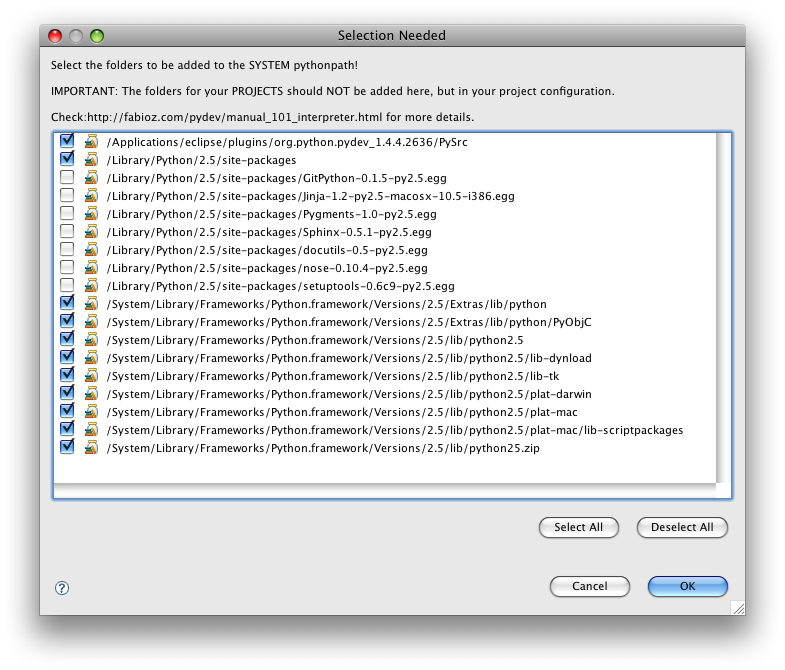 Selection Needed
Select the folders to be added to the SYSTEM pythonpath!
IMPORTANT: The folders for your PROJECTS should NOT be added here, but in your project configuration.
Check:http://fabioz.com/pydev/manual_101_interpreter.html for more details.
/Applications/eclipse/plugins/org.python.pydev_1.4.4.2636/PySrc
/Library/Python/2.5/site-packages
/Library/Python/2.5/site-packages/GitPython-0.1.5-py2.5.egg
/Library/Python/2.5/site-packages/Jinja-1.2-py2.5-macosx-10.5-i386.egg
/Library/Python/2.5/site-packages/Pygments-1.0-py2.5.egg
/Library/Python/2.5/site-packages/Sphinx-0.5.1-py2.5.egg
/Library/Python/2.5/site-packages/docutils-0.5-py2.5.egg
/Library/Python/2.5/site-packages/nose-0.10.4-py2.5.egg
/Library/Python/2.5/site-packages/setuptools-0.6c9-py2.5.egg
/System/Library/Frameworks/Python.framework/Versions/2.5/Extras/lib/python
/System/Library/Frameworks/Python.framework/Versions/2.5/Extras/lib/python/PyObjC
/System/Library/Frameworks/Python.framework/Versions/2.5/lib/python2.5
/System/Library/Frameworks/Python.framework/Versions/2.5/lib/python2.5/lib-dynload
/System/Library/Frameworks/Python.framework/Versions/2.5/lib/python2.5/lib-tk
/System/Library/Frameworks/Python.framework/Versions/2.5/lib/python2.5/plat-darwin
/System/Library/Frameworks/Python.framework/Versions/2.5/lib/python2.5/plat-mac
/System/Library/Frameworks/Python.framework/Versions/2.5/lib/python2.5/plat-mac/lib-scriptpackages
/System/Library/Frameworks/Python.framework/Versions/2.5/lib/python25.zip
Select All Deselect All
? Cancel OK